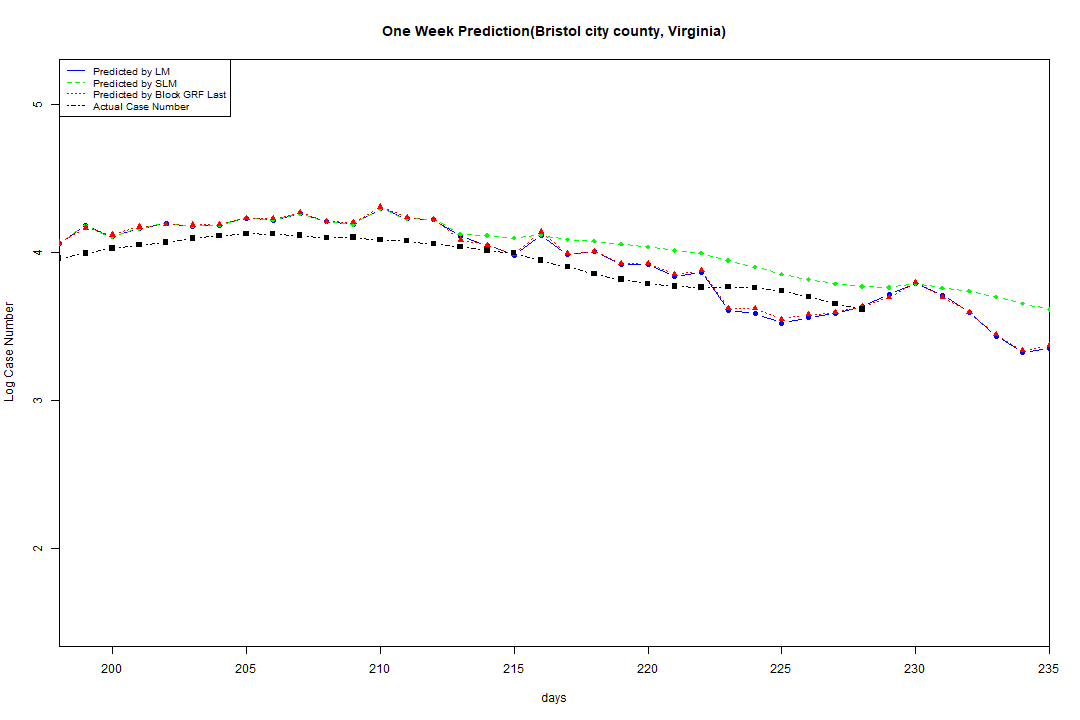 One Week Prediction(Bristol city county, Virginia)
Predicted by LM
Predicted by SLM
Predicted by Block GRF Last
Actual Case Number
5
4
3
2
Log Case Number
200 205 210 215 220 225 230 235
days